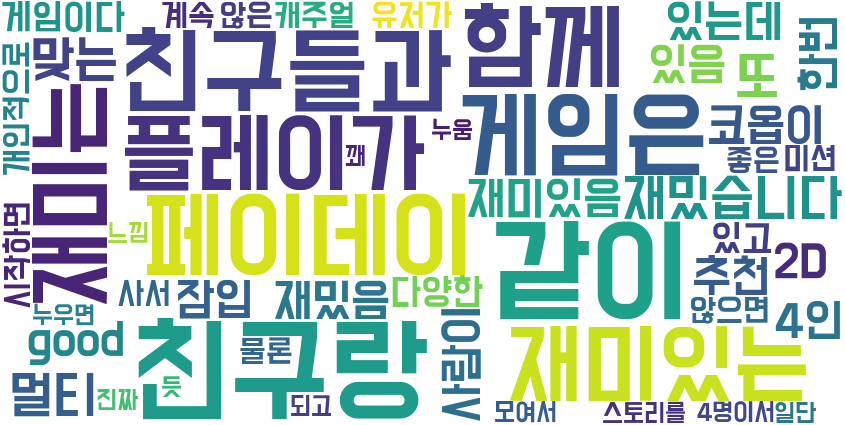 게임이다
계속 않은 캐주얼 유저가
있는데
개인적으로
맞는
친구들과
함께
있음
또
한번
재미는
플레이가
꽤
누움
게임은
코옵이
좋은 미션
재미있음
재밌습니다
시작하면
느낌
페이데이
같이
있고
2D
추천
사서
잠입
재밌음
다양한
않으면
4인
누우면
good
친구랑
물론
사람이
재미있는
멀티
진짜
듯
되고
모여서
스토리를
4명이서
일단